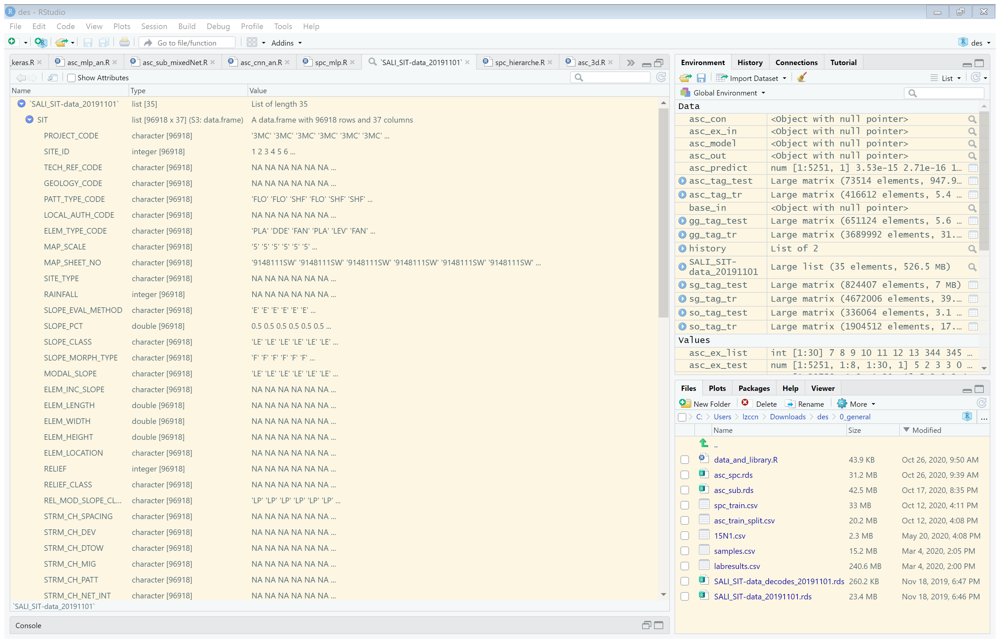 des - RStudio
File Edit Code View Plots Session Build Debug Profile Tools Help
Go to file/function Addins des
_keras.R asc_mlp_an.R asc_sub_mixedNet.R asc_cnn_an.R spc_mlp.R `SALI_SIT-data_20191101` spc_hierarche.R asc_3d.R
Show Attributes
Name Type Value
`SALI_SIT-data_20191101` list [35] List of length 35
SIT list [96918 x 37] (S3: data.frame) A data.frame with 96918 rows and 37 columns
PROJECT_CODE character [96918] '3MC' '3MC' '3MC' '3MC' '3MC' '3MC' ...
SITE_ID integer [96918] 1 2 3 4 5 6 ...
TECH_REF_CODE character [96918] NA NA NA NA NA NA ...
GEOLOGY_CODE character [96918] NA NA NA NA NA NA ...
PATT_TYPE_CODE character [96918] 'FLO' 'FLO' 'SHF' 'FLO' 'SHF' 'SHF' ...
LOCAL_AUTH_CODE character [96918] NA NA NA NA NA NA ...
ELEM_TYPE_CODE character [96918] 'PLA' 'DDE' 'FAN' 'PLA' 'LEV' 'FAN' ...
MAP_SCALE character [96918] '5' '5' '5' '5' '5' '5' ...
MAP_SHEET_NO character [96918] '9148111SW' '9148111SW' '9148111SW' '9148111SW' '9148111SW' '9148111SW' ...
SITE_TYPE character [96918] NA NA NA NA NA NA ...
RAINFALL integer [96918] NA NA NA NA NA NA ...
SLOPE_EVAL_METHOD character [96918] 'E' 'E' 'E' 'E' 'E' 'E' ...
SLOPE_PCT double [96918] 0.5 0.5 0.5 0.5 0.5 0.5 ...
SLOPE_CLASS character [96918] 'LE' 'LE' 'LE' 'LE' 'LE' 'LE' ...
SLOPE_MORPH_TYPE character [96918] 'F' 'F' 'F' 'F' 'F' 'F' ...
MODAL_SLOPE character [96918] 'LE' 'LE' 'LE' 'LE' 'LE' 'LE' ...
ELEM_INC_SLOPE character [96918] NA NA NA NA NA NA ...
ELEM_LENGTH double [96918] NA NA NA NA NA NA ...
ELEM_WIDTH double [96918] NA NA NA NA NA NA ...
ELEM_HEIGHT double [96918] NA NA NA NA NA NA ...
ELEM_LOCATION character [96918] NA NA NA NA NA NA ...
RELIEF integer [96918] NA NA NA NA NA NA ...
RELIEF_CLASS character [96918] NA NA NA NA NA NA ...
REL_MOD_SLOPE_CL... character [96918] 'LP' 'LP' 'LP' 'LP' 'LP' 'LP' ...
STRM_CH_SPACING character [96918] NA NA NA NA NA NA ...
STRM_CH_DEV character [96918] NA NA NA NA NA NA ...
STRM_CH_DTOW character [96918] NA NA NA NA NA NA ...
STRM_CH_MIG character [96918] NA NA NA NA NA NA ...
STRM_CH_PATT character [96918] NA NA NA NA NA NA ...
STRM_CH_NET_INT character [96918] NA NA NA NA NA NA ...
`SALI_SIT-data_20191101`
Console
Environment History Connections Tutorial
Import Dataset List
Global Environment
Data
asc_con <Object with null pointer>
asc_ex_in <Object with null pointer>
asc_model <Object with null pointer>
asc_out <Object with null pointer>
asc_predict num [1:5251, 1] 3.53e-15 2.71e-16 1...
asc_tag_test Large matrix (73514 elements, 947.9...
asc_tag_tr Large matrix (416612 elements, 5.4 ...
base_in <Object with null pointer>
gg_tag_test Large matrix (651124 elements, 5.6 ...
gg_tag_tr Large matrix (3689992 elements, 31...
history List of 2
SALI_SIT-
data_20191101 Large list (35 elements, 526.5 MB)
sg_tag_test Large matrix (824407 elements, 7 MB)
sg_tag_tr Large matrix (4672006 elements, 39...
so_tag_test Large matrix (336064 elements, 3.1 ...
so_tag_tr Large matrix (1904512 elements, 17...
Values
asc_ex_list int [1:30] 7 8 9 10 11 12 13 344 345 ...
asc_ex_test num [1:5251, 1:8, 1:30, 1] 5 2 3 3 0 ...
Files Plots Packages Help Viewer
New Folder Delete Rename More
C: Users lzccn Downloads des 0_general ...
Name Size Modified
..
data_and_library.R 43.9 KB Oct 26, 2020, 9:50 AM
asc_spc.rds 31.2 MB Oct 26, 2020, 9:39 AM
asc_sub.rds 42.5 MB Oct 17, 2020, 8:35 PM
spc_train.csv 33 MB Oct 12, 2020, 4:11 PM
asc_train_split.csv 20.2 MB Oct 12, 2020, 4:08 PM
15N1.csv 2.3 MB May 20, 2020, 4:08 PM
samples.csv 15.2 MB Mar 4, 2020, 2:05 PM
labresults.csv 240.6 MB Mar 4, 2020, 2:00 PM
SALI_SIT-data_decodes_20191101.rds 260.2 KB Nov 18, 2019, 6:47 PM
SALI_SIT-data_20191101.rds 23.4 MB Nov 18, 2019, 6:46 PM